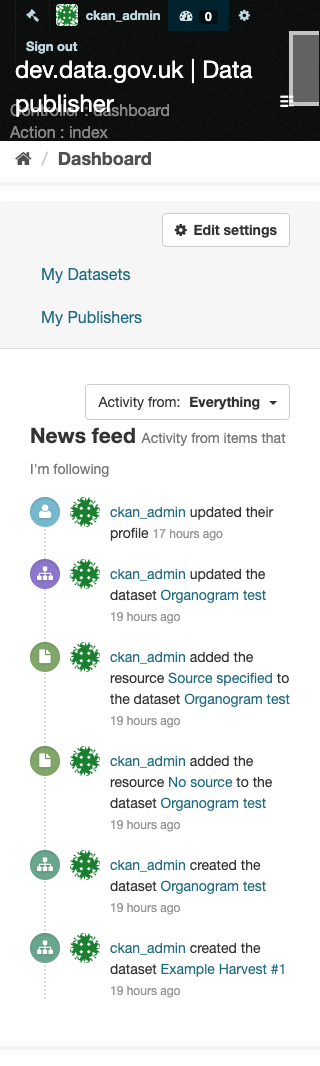 ckan_admin 0
Sign out
dev.data.gov.uk | Data
publisher
Controller : dashboard
Action : index
/ Dashboard
Edit settings
My Datasets
My Publishers
Activity from: Everything
News feed Activity from items that
I'm following
ckan_admin updated their
profile 17 hours ago
ckan_admin updated the
dataset Organogram test
19 hours ago
ckan_admin added the
resource Source specified to
the dataset Organogram test
19 hours ago
ckan_admin added the
resource No source to the
dataset Organogram test
19 hours ago
ckan_admin created the
dataset Organogram test
19 hours ago
ckan_admin created the
dataset Example Harvest #1
19 hours ago